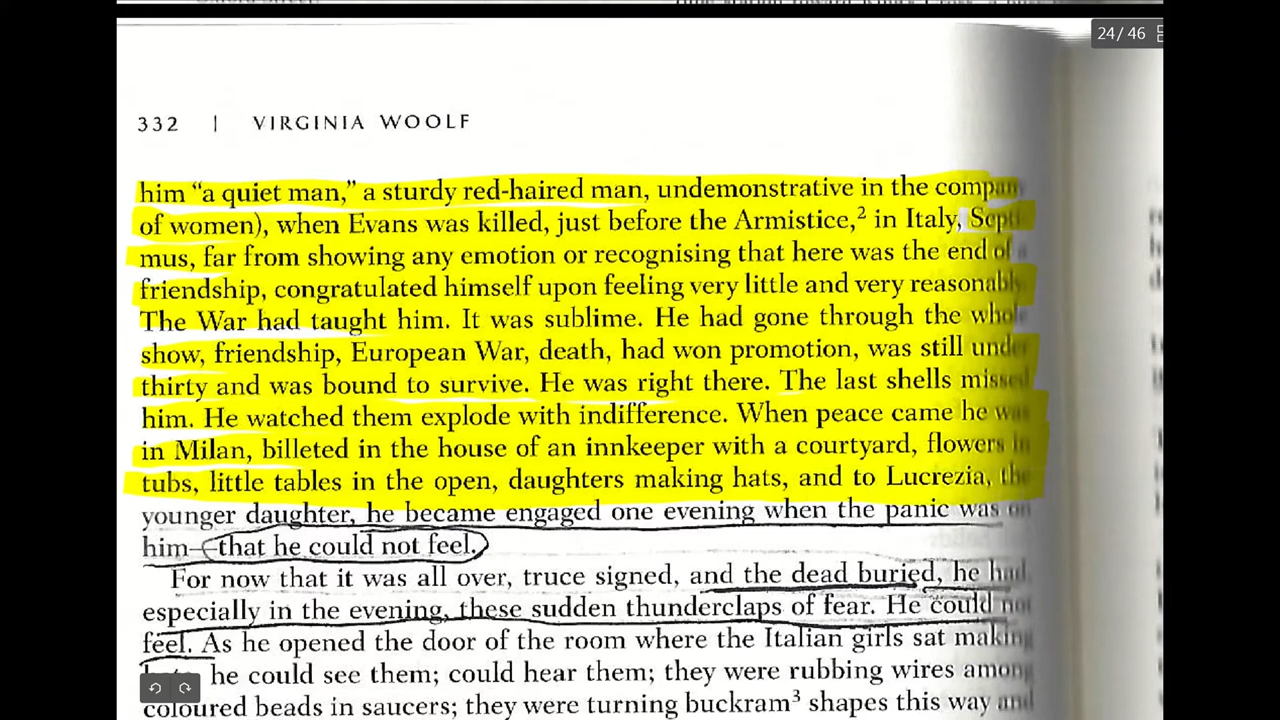 24/46
332 | VIRGINIA WOOLF
him “a quiet man,” a sturdy red-haired man, undemonstrative in the compan
of women), when Evans was killed, just before the Armistice,² in Italy, Septi-
mus, far from showing any emotion or recognising that here was the end of a
friendship, congratulated himself upon feeling very little and very reasonably.
The War had taught him. It was sublime. He had gone through the whole
show, friendship, European War, death, had won promotion, was still under
thirty and was bound to survive. He was right there. The last shells missed
him. He watched them explode with indifference. When peace came he was
in Milan, billeted in the house of an innkeeper with a courtyard, flowers in
tubs, little tables in the open, daughters making hats, and to Lucrezia, the
younger daughter, he became engaged one evening when the panic was on
him—that he could not feel.
For now that it was all over, truce signed, and the dead buried, he had,
especially in the evening, these sudden thunderclaps of fear. He could not
feel. As he opened the door of the room where the Italian girls sat making
he could see them; could hear them; they were rubbing wires among
coloured beads in saucers; they were turning buckram³ shapes this way and